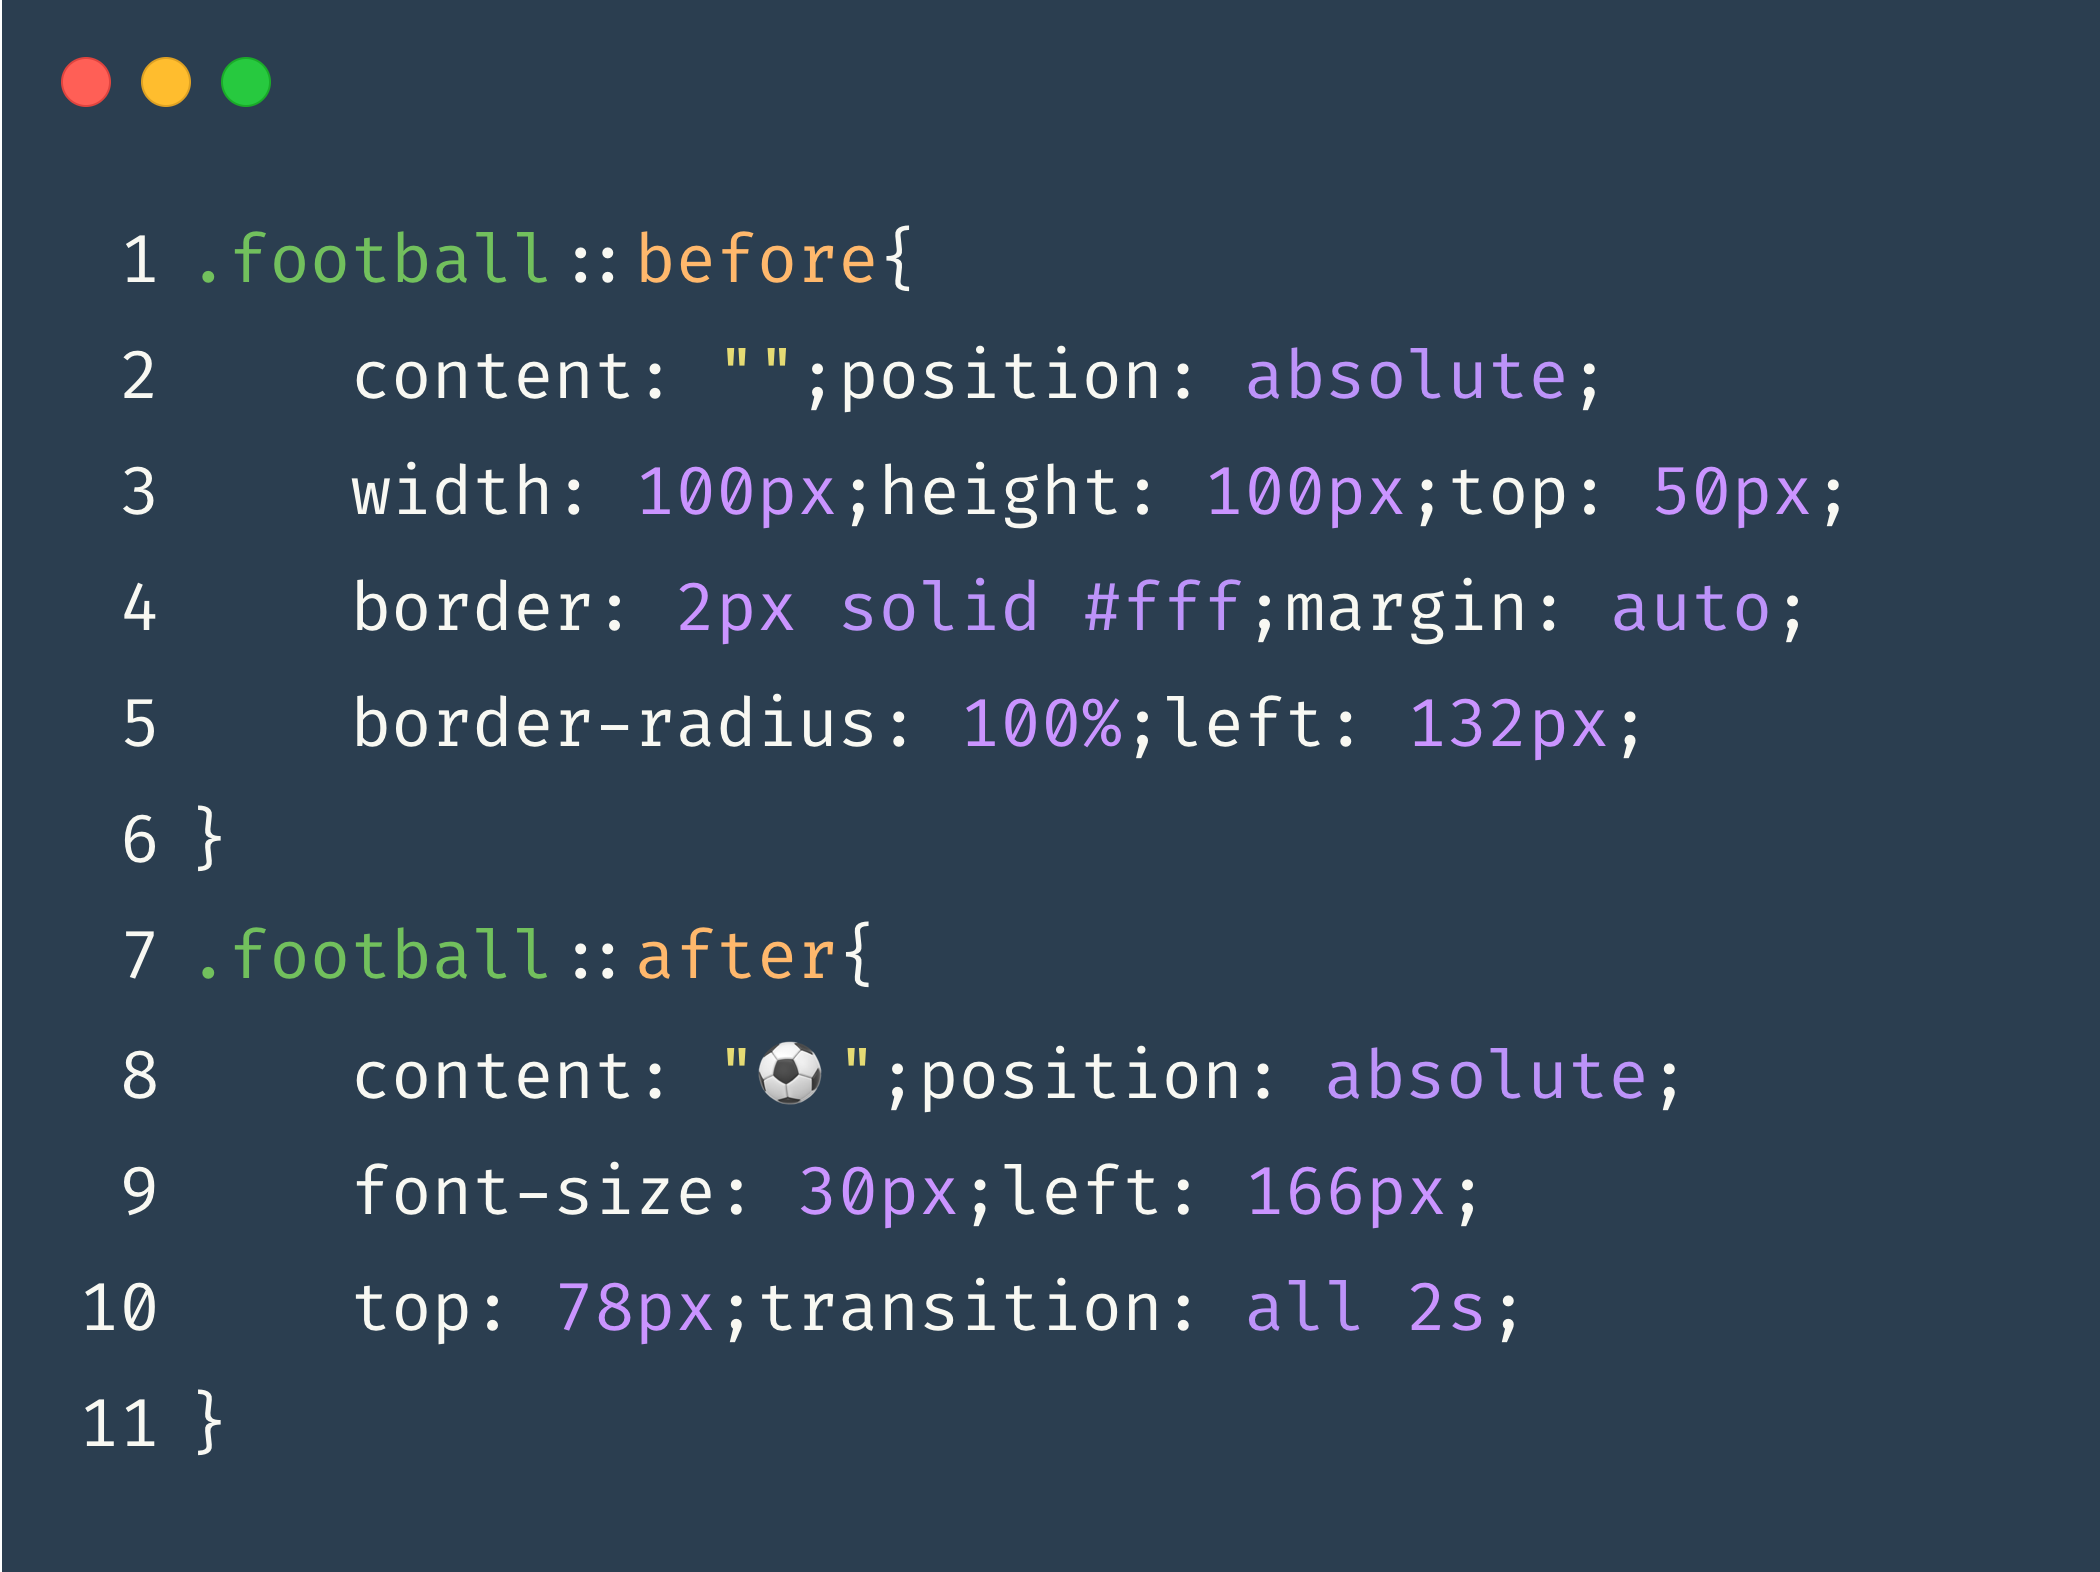 1 .football::before{
2     content: "";position: absolute;
3     width: 100px;height: 100px;top: 50px;
4     border: 2px solid #fff;margin: auto;
5     border-radius: 100%;left: 132px;
6 }
7 .football::after{
8     content: "⚽ ";position: absolute;
9     font-size: 30px;left: 166px;
10     top: 78px;transition: all 2s;
11 }